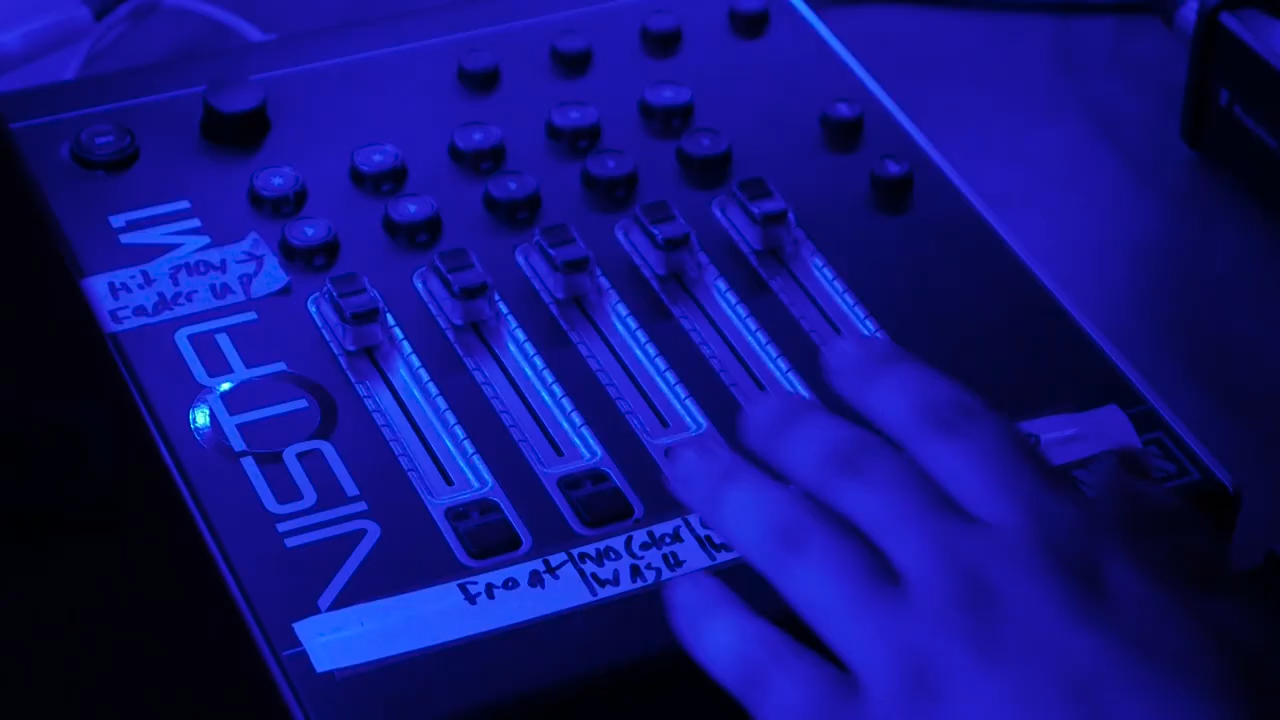 VISTA M1
Hit Play →
Fader up
Front
No Color
WASH